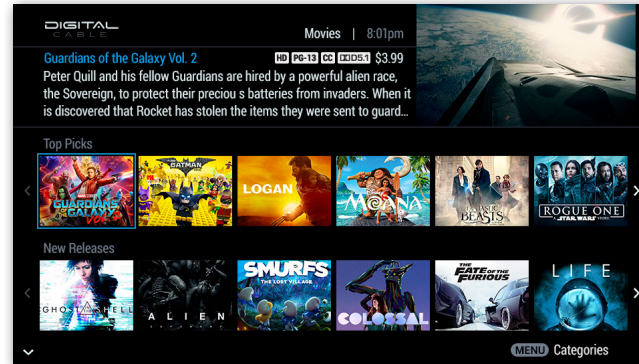 DIGITAL
CABLE
Movies | 8:01pm
Guardians of the Galaxy Vol. 2 HD PG-13 CC DD5.1 $3.99
Peter Quill and his fellow Guardians are hired by a powerful alien race,
the Sovereign, to protect their preciou s batteries from invaders. When it
is discovered that Rocket has stolen the items they were sent to guard...
Top Picks
GUARDIANS
OF THE
GALAXY
VOL. 2
THE
BATMAN
LOGAN
MOANA
FANTASTIC
BEASTS
ROGUE ONE
A STAR WARS STORY
New Releases
GHOST IN THE SHELL
ALIEN
SMURFS
THE LOST VILLAGE
COLOSSAL
THE
FATE OF THE
FURIOUS
LIFE
MENU Categories